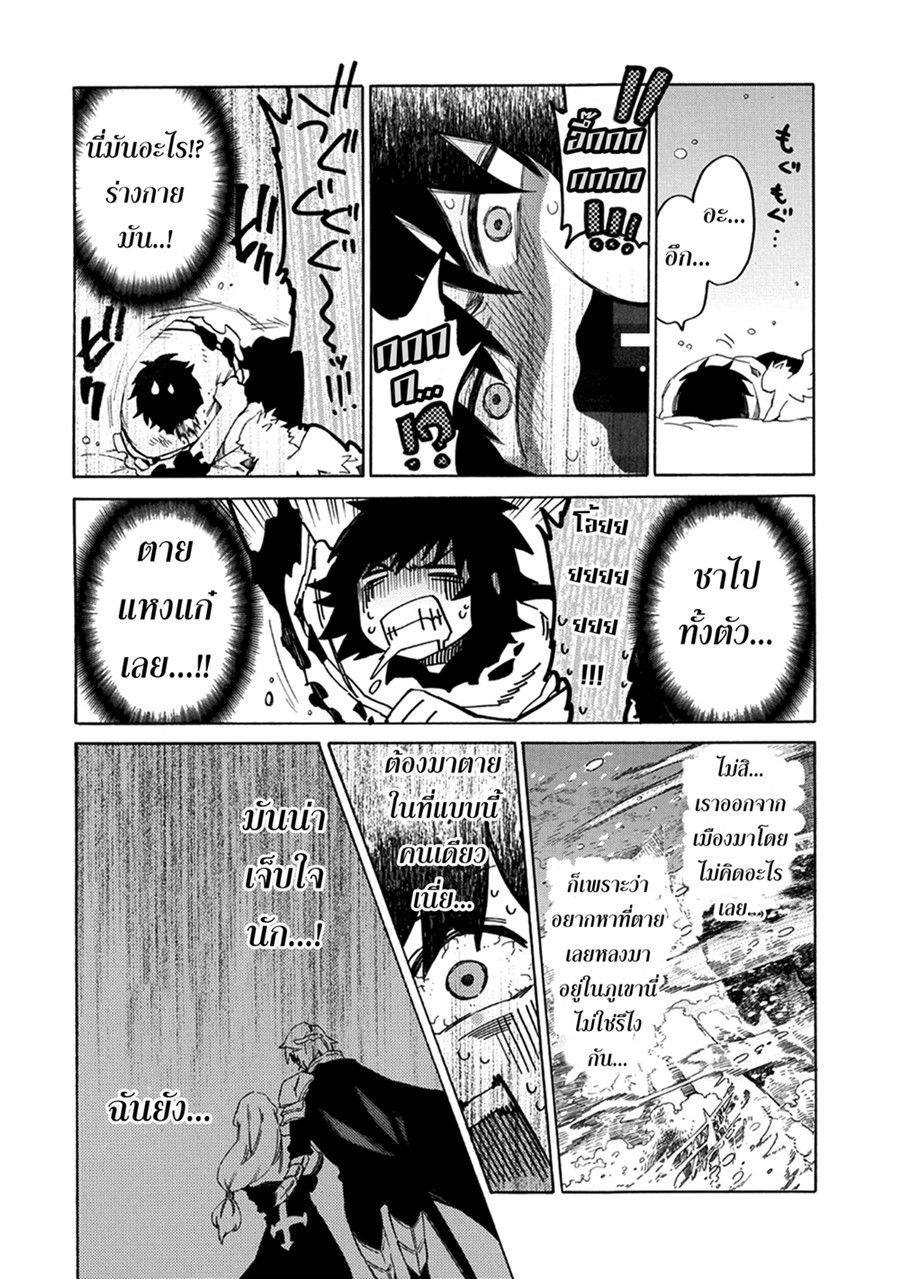 もぐもぐ...
อะ...
อึก...
!!
อี๊กกก
กกกก
!!!!
กกก
ก...
!?
นี่มันอะไร!?
ร่างกาย
มัน..!
ชาไป
ทั้งตัว...
โอ้ยย
ยยยย
ยยย
!!!
ตาย
แหงแก๋
เลย...!!
ไม่สิ...
เราออกจาก
เมืองมาโดย
ไม่คิดอะไร
เลย...,
ก็เพราะว่า
อยากหาที่ตาย
เลยหลงมา
อยู่ในภูเขานี่
ไม่ใช่รึไง
กัน...
ต้องมาตาย
ในที่แบบนี้
คนเดียว
เนี่ย...
มันน่า
เจ็บใจ
นัก...!
ฉันยัง...